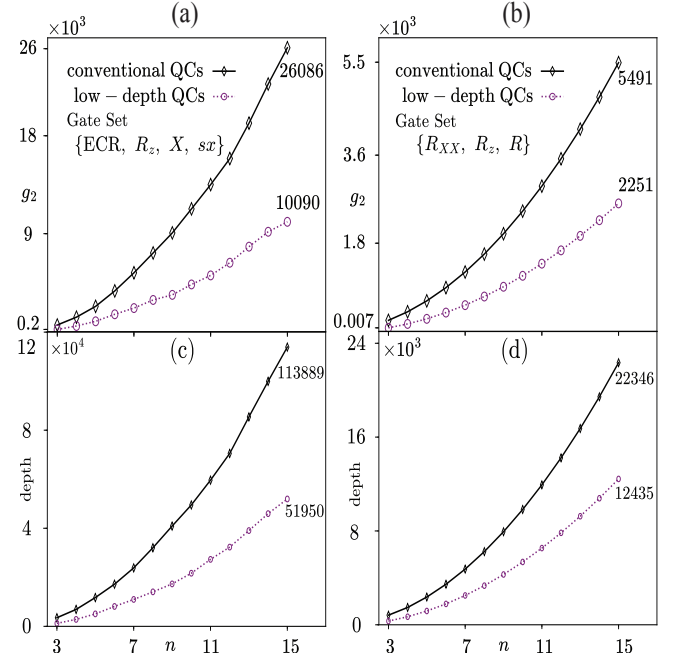 (a)
×10³
26
18
g₂
9
0.2
conventional QCs
low − depth QCs
Gate Set
{ECR, R_z, X, sx}
26086
10090
(b)
×10³
5.5
3.6
g₂
1.8
0.007
conventional QCs
low − depth QCs
Gate Set
{R_XX, R_z, R}
5491
2251
(c)
×10⁴
12
8
depth
4
0
113889
51950
3 7 n 11 15
(d)
×10³
24
16
depth
8
0
22346
12435
3 7 n 11 15